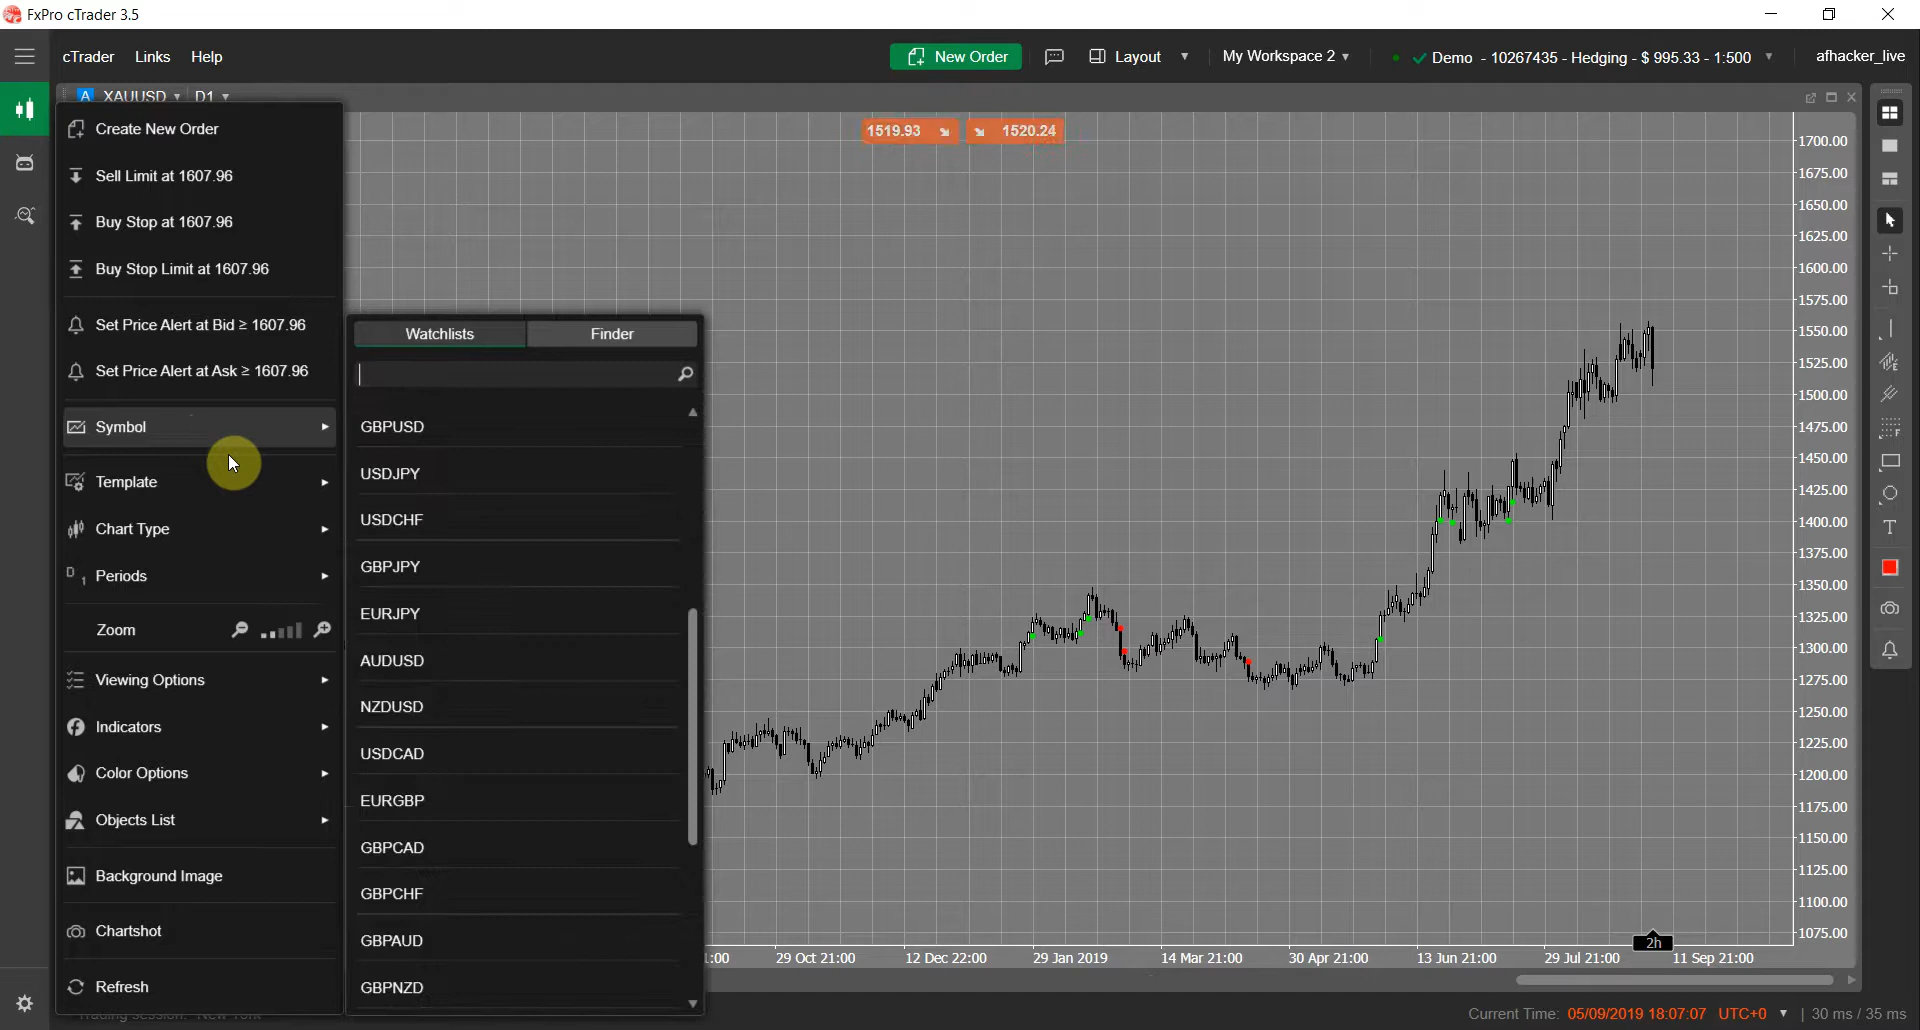 FxPro cTrader 3.5
cTrader Links Help
New Order
Layout
My Workspace 2
Demo - 10267435 - Hedging - $ 995.33 - 1:500
afhacker_live
A XAUUSD D1
Create New Order
Sell Limit at 1607.96
Buy Stop at 1607.96
Buy Stop Limit at 1607.96
Set Price Alert at Bid ≥ 1607.96
Set Price Alert at Ask ≥ 1607.96
Symbol
Template
Chart Type
D 1 Periods
Zoom
Viewing Options
Indicators
Color Options
Objects List
Background Image
Chartshot
Refresh
Watchlists Finder
GBPUSD
USDJPY
USDCHF
GBPJPY
EURJPY
AUDUSD
NZDUSD
USDCAD
EURGBP
GBPCAD
GBPCHF
GBPAUD
GBPNZD
1519.93 1520.24
1700.00
1675.00
1650.00
1625.00
1600.00
1575.00
1550.00
1525.00
1500.00
1475.00
1450.00
1425.00
1400.00
1375.00
1350.00
1325.00
1300.00
1275.00
1250.00
1225.00
1200.00
1175.00
1150.00
1125.00
1100.00
1075.00
2h
:00 29 Oct 21:00 12 Dec 22:00 29 Jan 2019 14 Mar 21:00 30 Apr 21:00 13 Jun 21:00 29 Jul 21:00 11 Sep 21:00
Trading session: New York
Current Time: 05/09/2019 18:07:07 UTC+0 | 30 ms / 35 ms